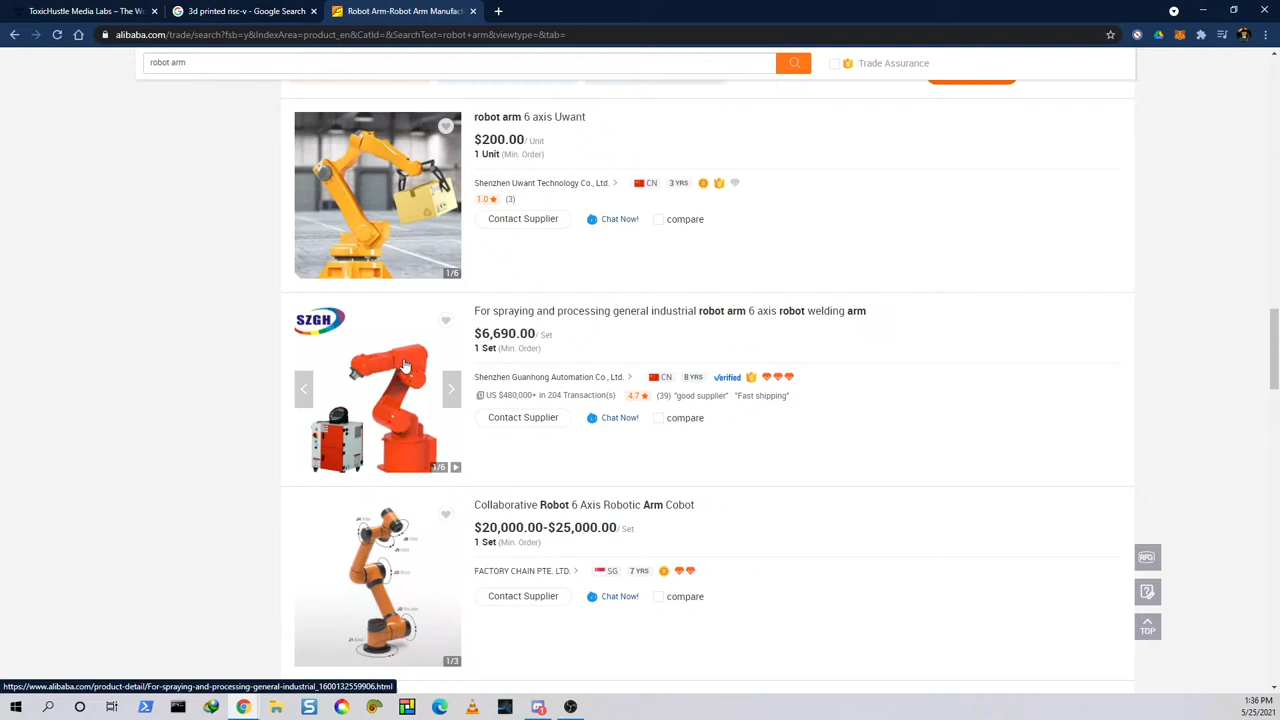 ToxicHustle Media Labs - The W
3d printed risc-v - Google Search
Robot Arm-Robot Arm Manufact
alibaba.com/trade/search?fsb=y&IndexArea=product_en&CatId=&SearchText=robot+arm&viewtype=&tab=
robot arm
Trade Assurance
robot arm 6 axis Uwant
$200.00/ Unit
1 Unit (Min. Order)
Shenzhen Uwant Technology Co., Ltd. > CN 3 YRS
1.0 (3)
Contact Supplier Chat Now! compare
1/6
SZGH
For spraying and processing general industrial robot arm 6 axis robot welding arm
$6,690.00/ Set
1 Set (Min. Order)
Shenzhen Guanhong Automation Co., Ltd. > CN 8 YRS Verified
US $480,000+ in 204 Transaction(s) 4.7 (39) "good supplier" "Fast shipping"
Contact Supplier Chat Now! compare
1/6
Collaborative Robot 6 Axis Robotic Arm Cobot
$20,000.00-$25,000.00/ Set
1 Set (Min. Order)
FACTORY CHAIN PTE. LTD. > SG 7 YRS
Contact Supplier Chat Now! compare
1/3
RFQ
TOP
https://www.alibaba.com/product-detail/For-spraying-and-processing-general-industrial_1600132559906.html
1:36 PM
5/25/2021